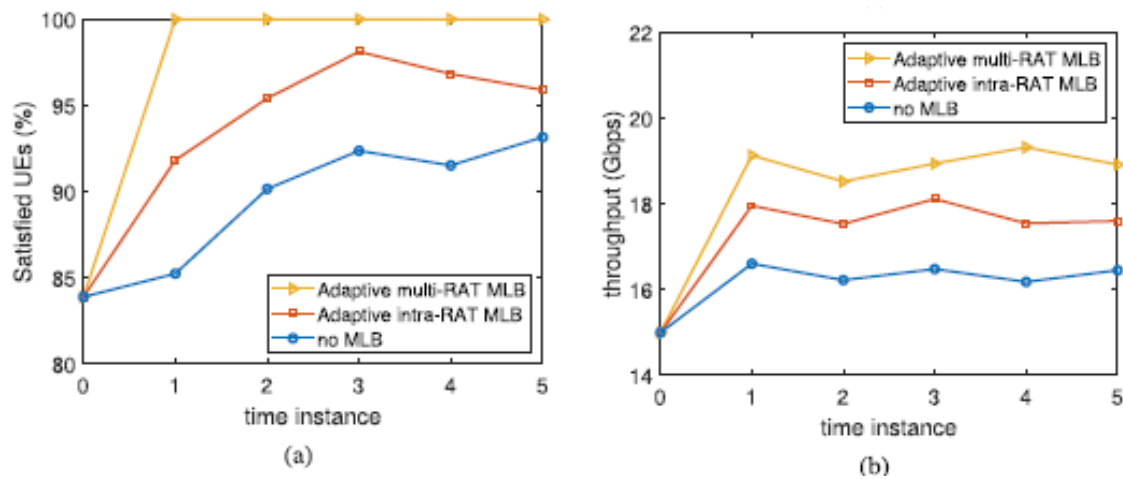 100
95
90
85
80
Satisfied UEs (%)
Adaptive multi-RAT MLB
Adaptive intra-RAT MLB
no MLB
0 1 2 3 4 5
time instance
(a)
22
20
18
16
14
throughput (Gbps)
Adaptive multi-RAT MLB
Adaptive intra-RAT MLB
no MLB
0 1 2 3 4 5
time instance
(b)